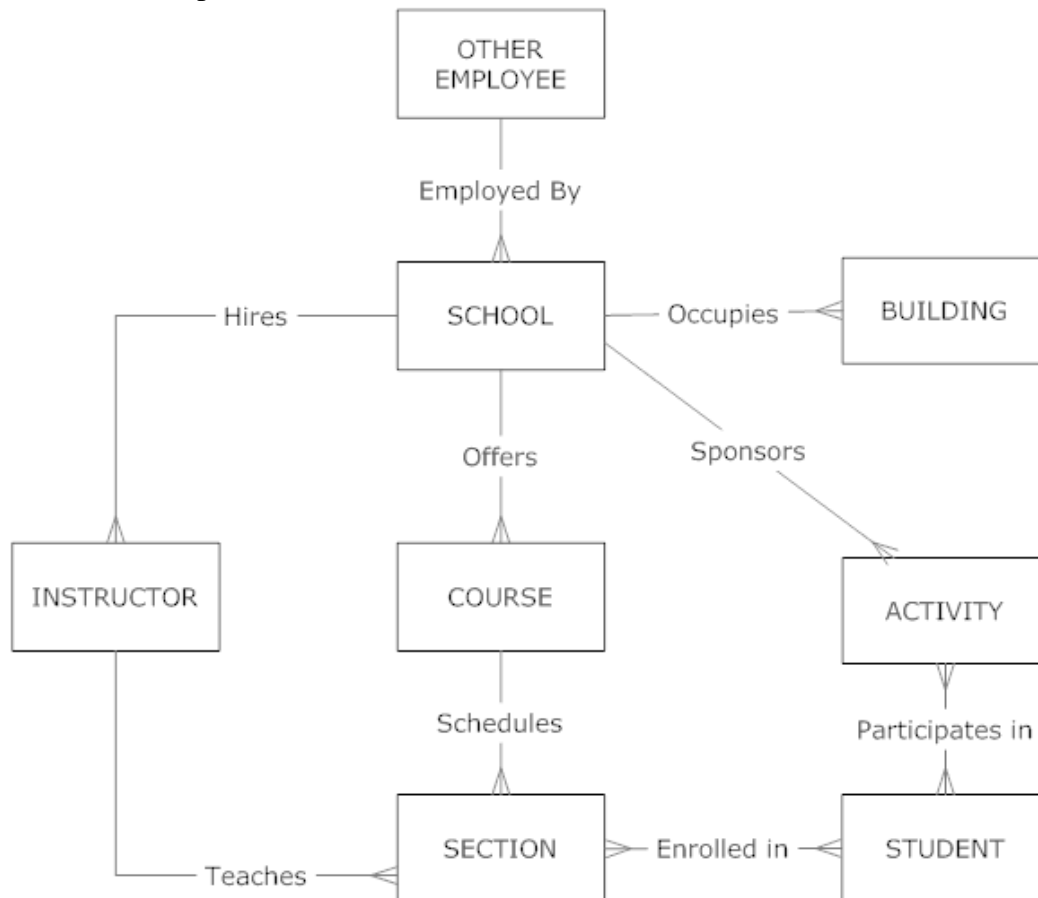 OTHER
EMPLOYEE
Employed By
Hires
SCHOOL
Occupies
BUILDING
Offers
Sponsors
INSTRUCTOR
COURSE
ACTIVITY
Schedules
Participates in
SECTION
Enrolled in
STUDENT
Teaches